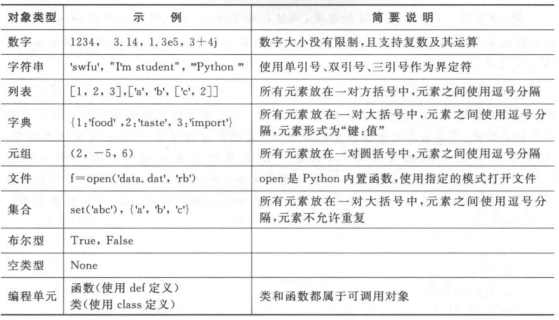 对象类型 示 例 简 要 说 明
数字 1234, 3.14, 1.3e5, 3+4j 数字大小没有限制,且支持复数及其运算
字符串 'swfu', "I'm student", '''Python ''' 使用单引号、双引号、三引号作为界定符
列表 [1, 2, 3],['a', 'b', ['c', 2]] 所有元素放在一对方括号中,元素之间使用逗号分隔
字典 {1:'food' ,2:'taste', 3:'import'} 所有元素放在一对大括号中,元素之间使用逗号分
隔,元素形式为“键:值”
元组 (2, -5, 6) 所有元素放在一对圆括号中,元素之间使用逗号分隔
文件 f=open('data.dat', 'rb') open 是 Python 内置函数,使用指定的模式打开文件
集合 set('abc'), {'a', 'b', 'c'} 所有元素放在一对大括号中,元素之间使用逗号分
隔,元素不允许重复
布尔型 True, False
空类型 None
编程单元 函数(使用 def 定义)
类(使用 class 定义) 类和函数都属于可调用对象